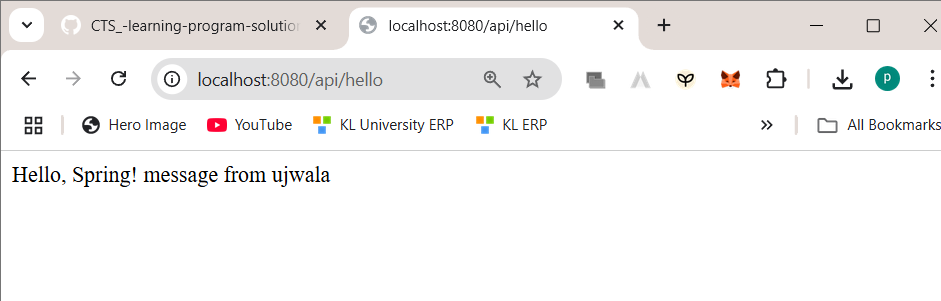 CTS_-learning-program-solution
localhost:8080/api/hello
localhost:8080/api/hello
p
Hero Image
YouTube
KL University ERP
KL ERP
All Bookmarks
Hello, Spring! message from ujwala